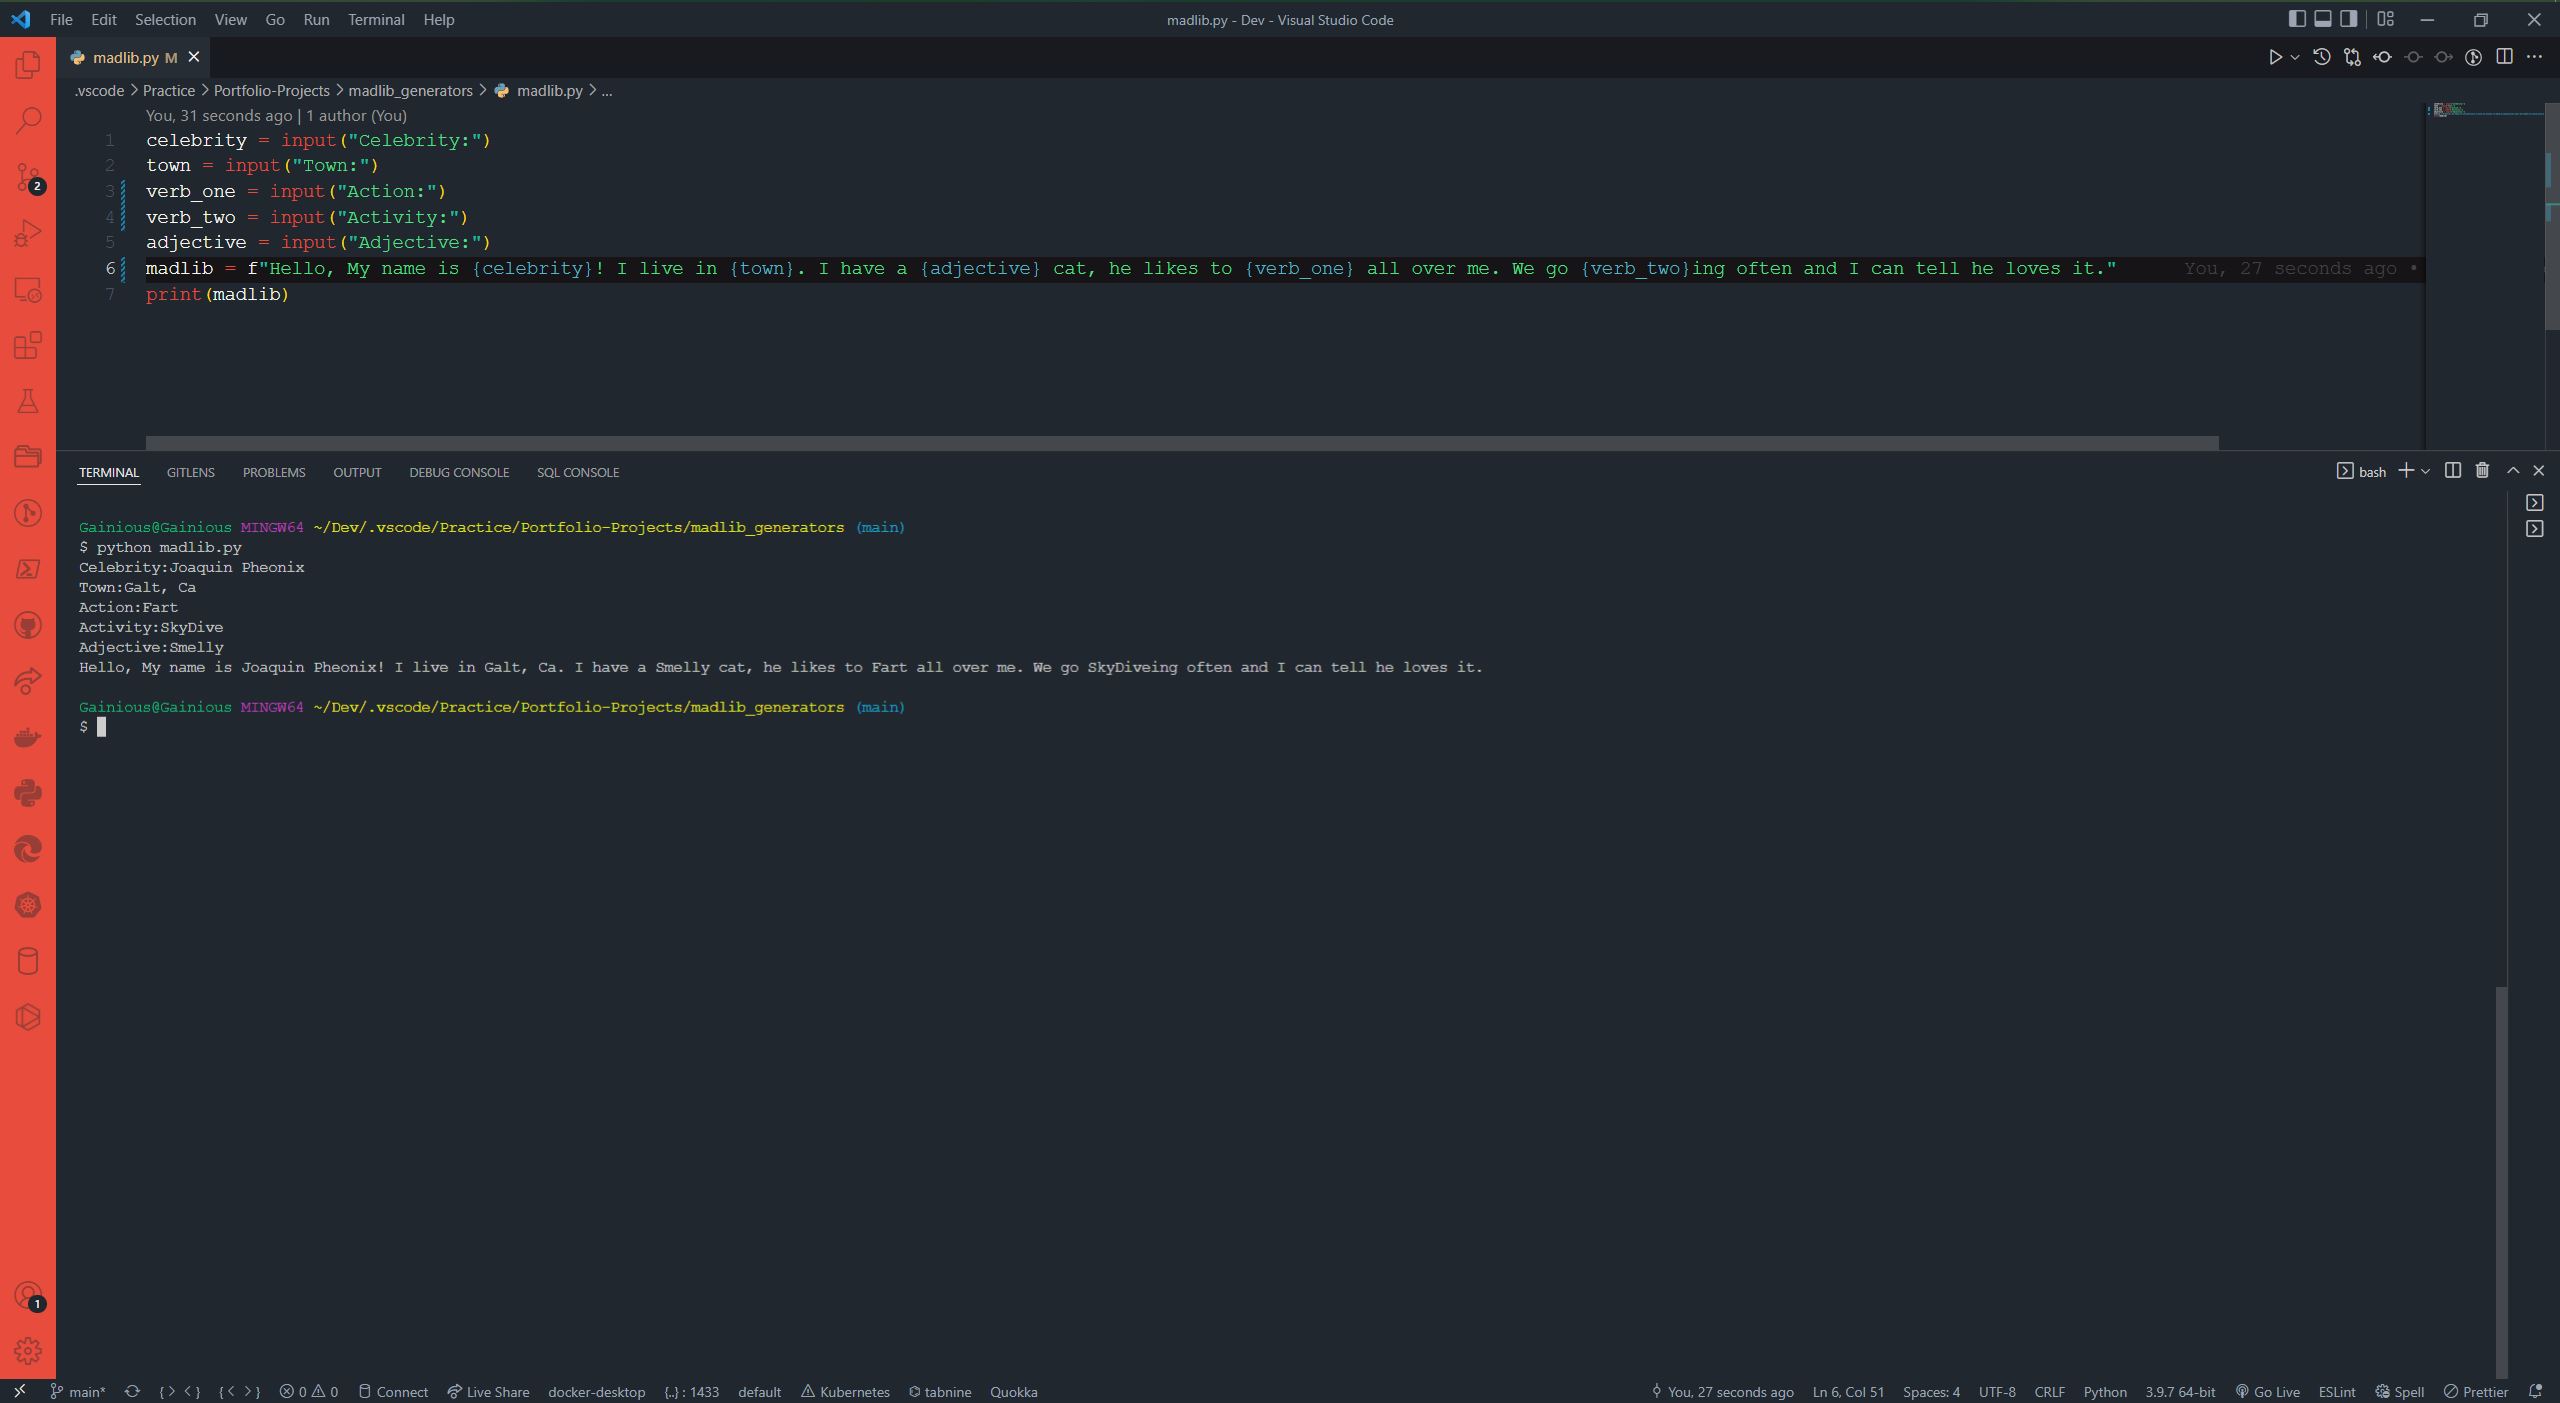 File Edit Selection View Go Run Terminal Help madlib.py - Dev - Visual Studio Code
madlib.py M
.vscode > Practice > Portfolio-Projects > madlib_generators > madlib.py > ...
You, 31 seconds ago | 1 author (You)
1 celebrity = input("Celebrity:")
2 town = input("Town:")
3 verb_one = input("Action:")
4 verb_two = input("Activity:")
5 adjective = input("Adjective:")
6 madlib = f"Hello, My name is {celebrity}! I live in {town}. I have a {adjective} cat, he likes to {verb_one} all over me. We go {verb_two}ing often and I can tell he loves it." You, 27 seconds ago •
7 print(madlib)
TERMINAL GITLENS PROBLEMS OUTPUT DEBUG CONSOLE SQL CONSOLE bash
Gainious@Gainious MINGW64 ~/Dev/.vscode/Practice/Portfolio-Projects/madlib_generators (main)
$ python madlib.py
Celebrity:Joaquin Pheonix
Town:Galt, Ca
Action:Fart
Activity:SkyDive
Adjective:Smelly
Hello, My name is Joaquin Pheonix! I live in Galt, Ca. I have a Smelly cat, he likes to Fart all over me. We go SkyDiveing often and I can tell he loves it.
Gainious@Gainious MINGW64 ~/Dev/.vscode/Practice/Portfolio-Projects/madlib_generators (main)
$
2
1
main* {> <} {< >} 0 0 Connect Live Share docker-desktop {..} : 1433 default Kubernetes tabnine Quokka You, 27 seconds ago Ln 6, Col 51 Spaces: 4 UTF-8 CRLF Python 3.9.7 64-bit Go Live ESLint Spell Prettier